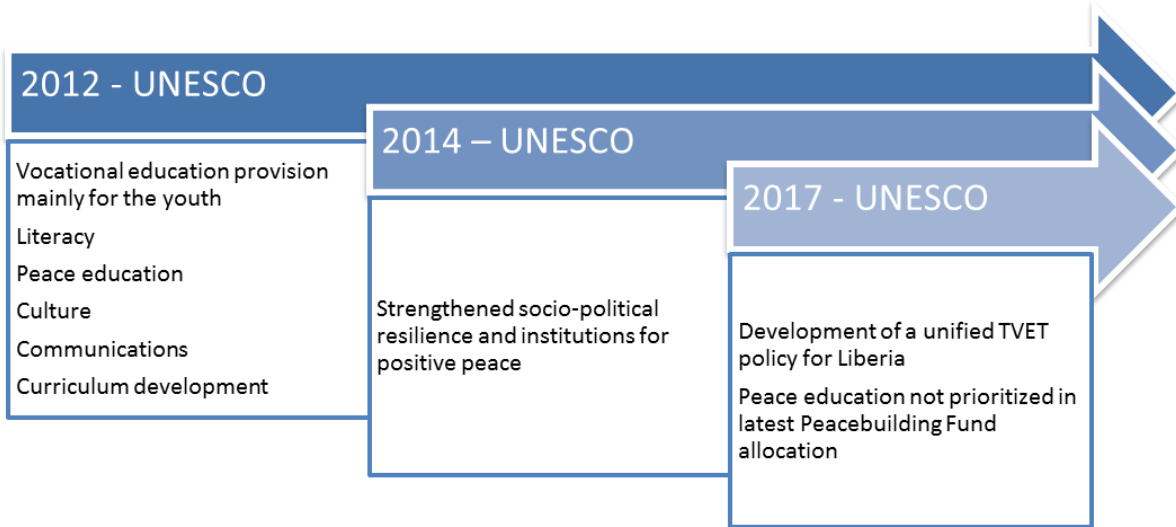 2012 - UNESCO
Vocational education provision
mainly for the youth
Literacy
Peace education
Culture
Communications
Curriculum development
2014 – UNESCO
Strengthened socio-political
resilience and institutions for
positive peace
2017 - UNESCO
Development of a unified TVET
policy for Liberia
Peace education not prioritized in
latest Peacebuilding Fund
allocation